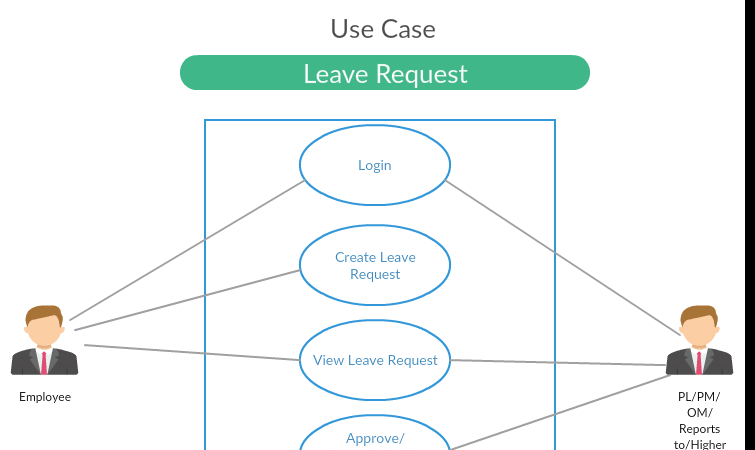 Use Case
Leave Request
Login
Create Leave
Request
View Leave Request
Approve/
Employee
PL/PM/
OM/
Reports
to/Higher